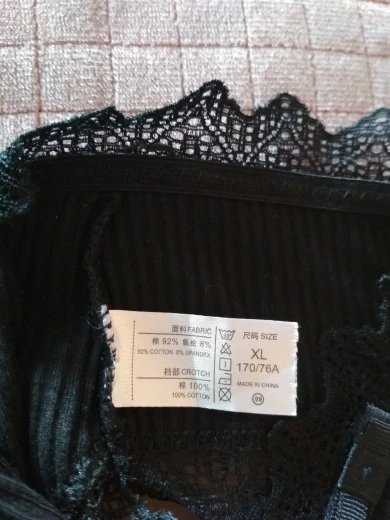 面料 FABRIC
棉 92% 氨纶 8%
92% COTTON 8% SPANDEX
裆部 CROTCH
棉 100%
100% COTTON
尺码 SIZE
XL
170/76A
MADE IN CHINA
09